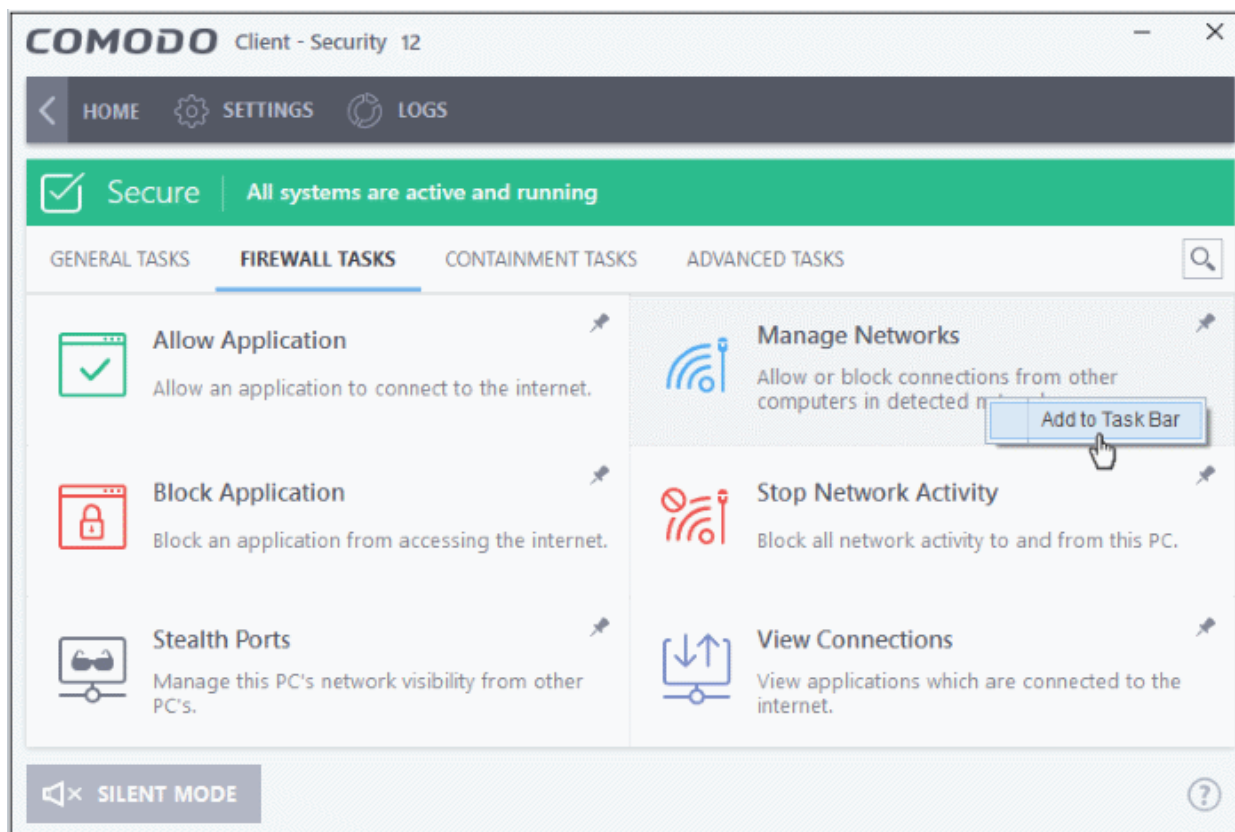 COMODO Client - Security 12
HOME SETTINGS LOGS
Secure All systems are active and running
GENERAL TASKS FIREWALL TASKS CONTAINMENT TASKS ADVANCED TASKS
Allow Application
Allow an application to connect to the internet.
Manage Networks
Allow or block connections from other
computers in detected
Add to Task Bar
Block Application
Block an application from accessing the internet.
Stop Network Activity
Block all network activity to and from this PC.
Stealth Ports
Manage this PC's network visibility from other
PC's.
View Connections
View applications which are connected to the
internet.
SILENT MODE
?